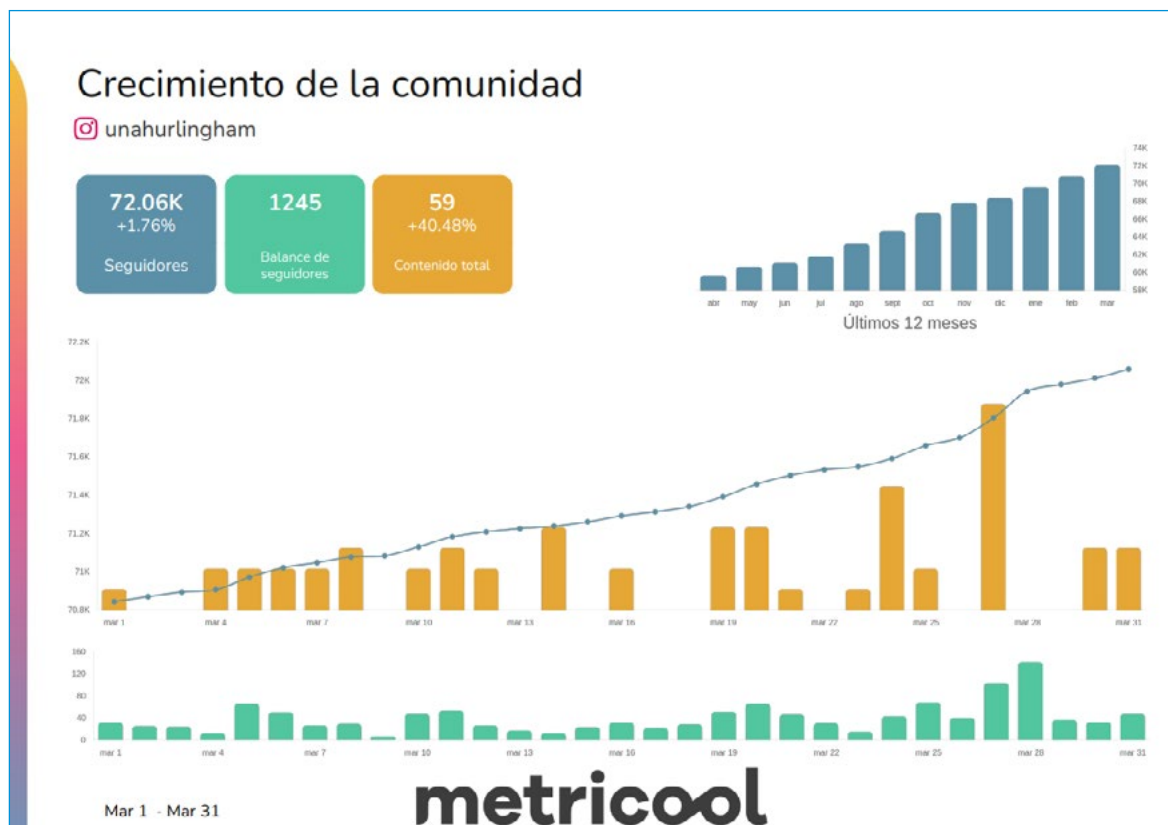 Crecimiento de la comunidad
unahurlingham
72.06K
+1.76%
Seguidores
1245
Balance de
seguidores
59
+40.48%
Contenido total
74K
72K
70K
68K
66K
64K
62K
60K
58K
abr may jun jul ago sept oct nov dic ene feb mar
Últimos 12 meses
72.2K
72K
71.8K
71.6K
71.4K
71.2K
71K
70.8K
mar 1 mar 4 mar 7 mar 10 mar 13 mar 16 mar 19 mar 22 mar 25 mar 28 mar 31
160
120
80
40
0
mar 1 mar 4 mar 7 mar 10 mar 13 mar 16 mar 19 mar 22 mar 25 mar 28 mar 31
Mar 1 - Mar 31
metricool